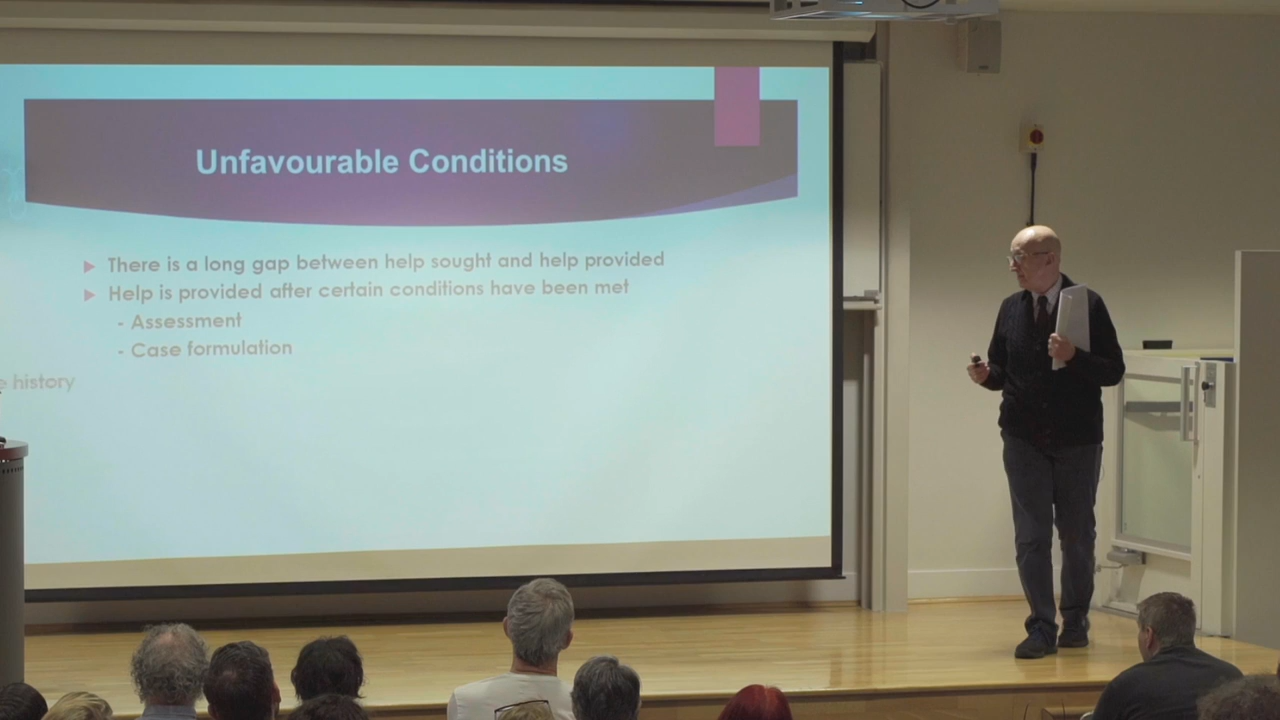 Unfavourable Conditions
There is a long gap between help sought and help provided
Help is provided after certain conditions have been met
- Assessment
- Case formulation
e history